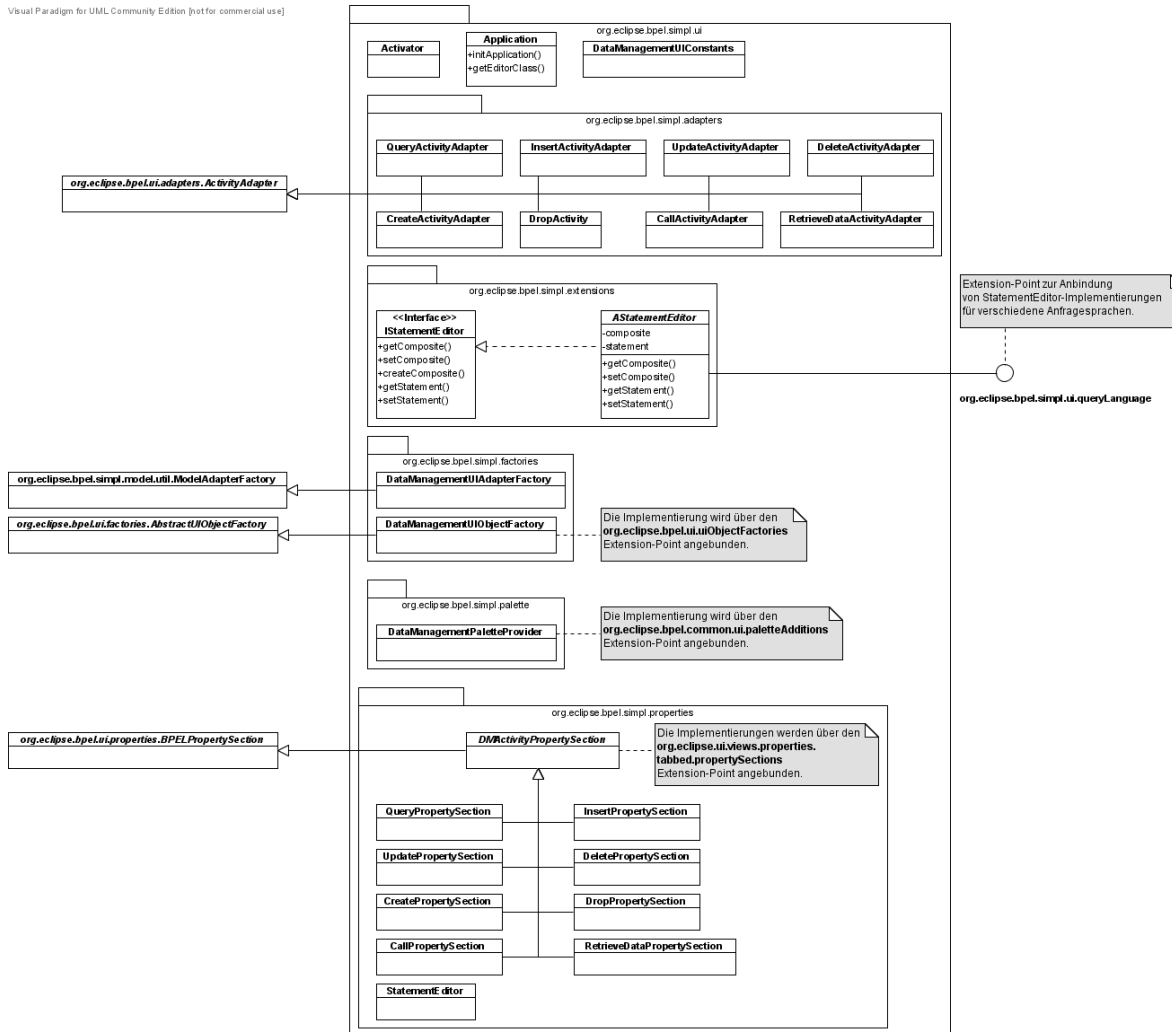 Visual Paradigm for UML Community Edition [not for commercial use]
org.eclipse.bpel.simpl.ui
Activator
Application
+initApplication()
+getEditorClass()
DataManagementUIConstants
org.eclipse.bpel.simpl.adapters
QueryActivityAdapter
InsertActivityAdapter
UpdateActivityAdapter
DeleteActivityAdapter
org.eclipse.bpel.ui.adapters.ActivityAdapter
CreateActivityAdapter
DropActivity
CallActivityAdapter
RetrieveDataActivityAdapter
org.eclipse.bpel.simpl.extensions
<<Interface>>
IStatementEditor
+getComposite()
+setComposite()
+createComposite()
+getStatement()
+setStatement()
AStatementEditor
-composite
-statement
+getComposite()
+setComposite()
+getStatement()
+setStatement()
Extension-Point zur Anbindung
von StatementEditor-Implementierungen
für verschiedene Anfragesprachen.
org.eclipse.bpel.simpl.ui.queryLanguage
org.eclipse.bpel.simpl.factories
org.eclipse.bpel.simpl.model.util.ModelAdapterFactory
DataManagementUIAdapterFactory
org.eclipse.bpel.ui.factories.AbstractUIObjectFactory
DataManagementUIObjectFactory
Die Implementierung wird über den
org.eclipse.bpel.ui.uiObjectFactories
Extension-Point angebunden.
org.eclipse.bpel.simpl.palette
DataManagementPaletteProvider
Die Implementierung wird über den
org.eclipse.bpel.common.ui.paletteAdditions
Extension-Point angebunden.
org.eclipse.bpel.simpl.properties
org.eclipse.bpel.ui.properties.BPELPropertySection
DMActivityPropertySection
Die Implementierungen werden über den
org.eclipse.ui.views.properties.
tabbed.propertySections
Extension-Point angebunden.
QueryPropertySection
InsertPropertySection
UpdatePropertySection
DeletePropertySection
CreatePropertySection
DropPropertySection
CallPropertySection
RetrieveDataPropertySection
StatementEditor